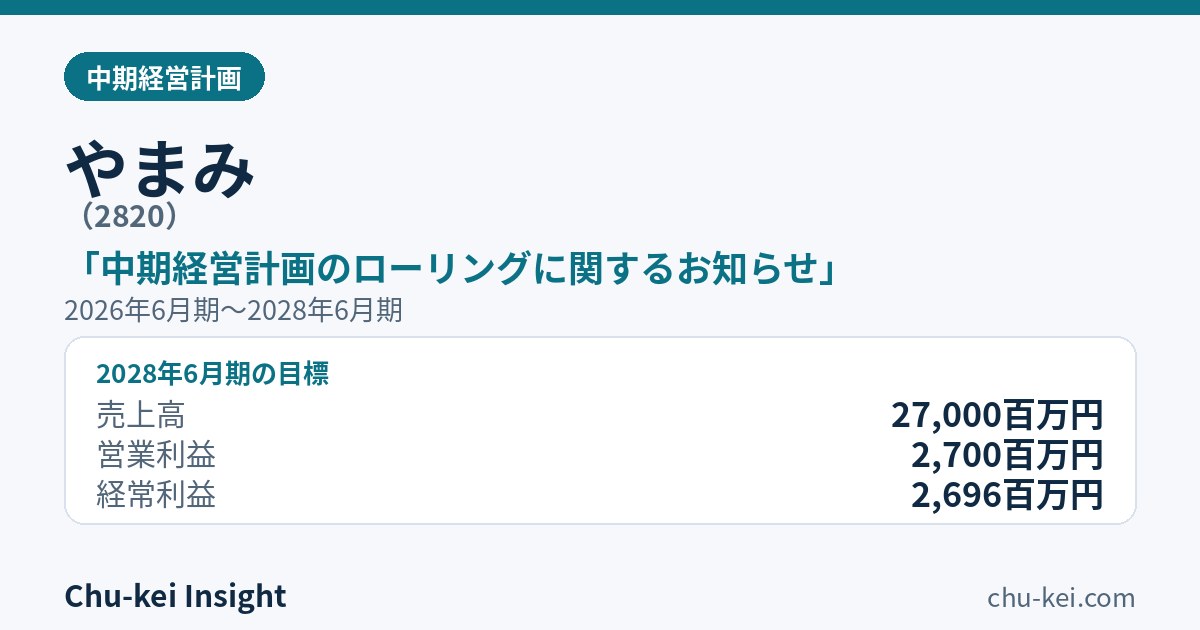 中期経営計画
やまみ
（2820）
「中期経営計画のローリングに関するお知らせ」
2026年6月期～2028年6月期
2028年6月期の目標
売上高 27,000百万円
営業利益 2,700百万円
経常利益 2,696百万円
Chu-kei Insight chu-kei.com